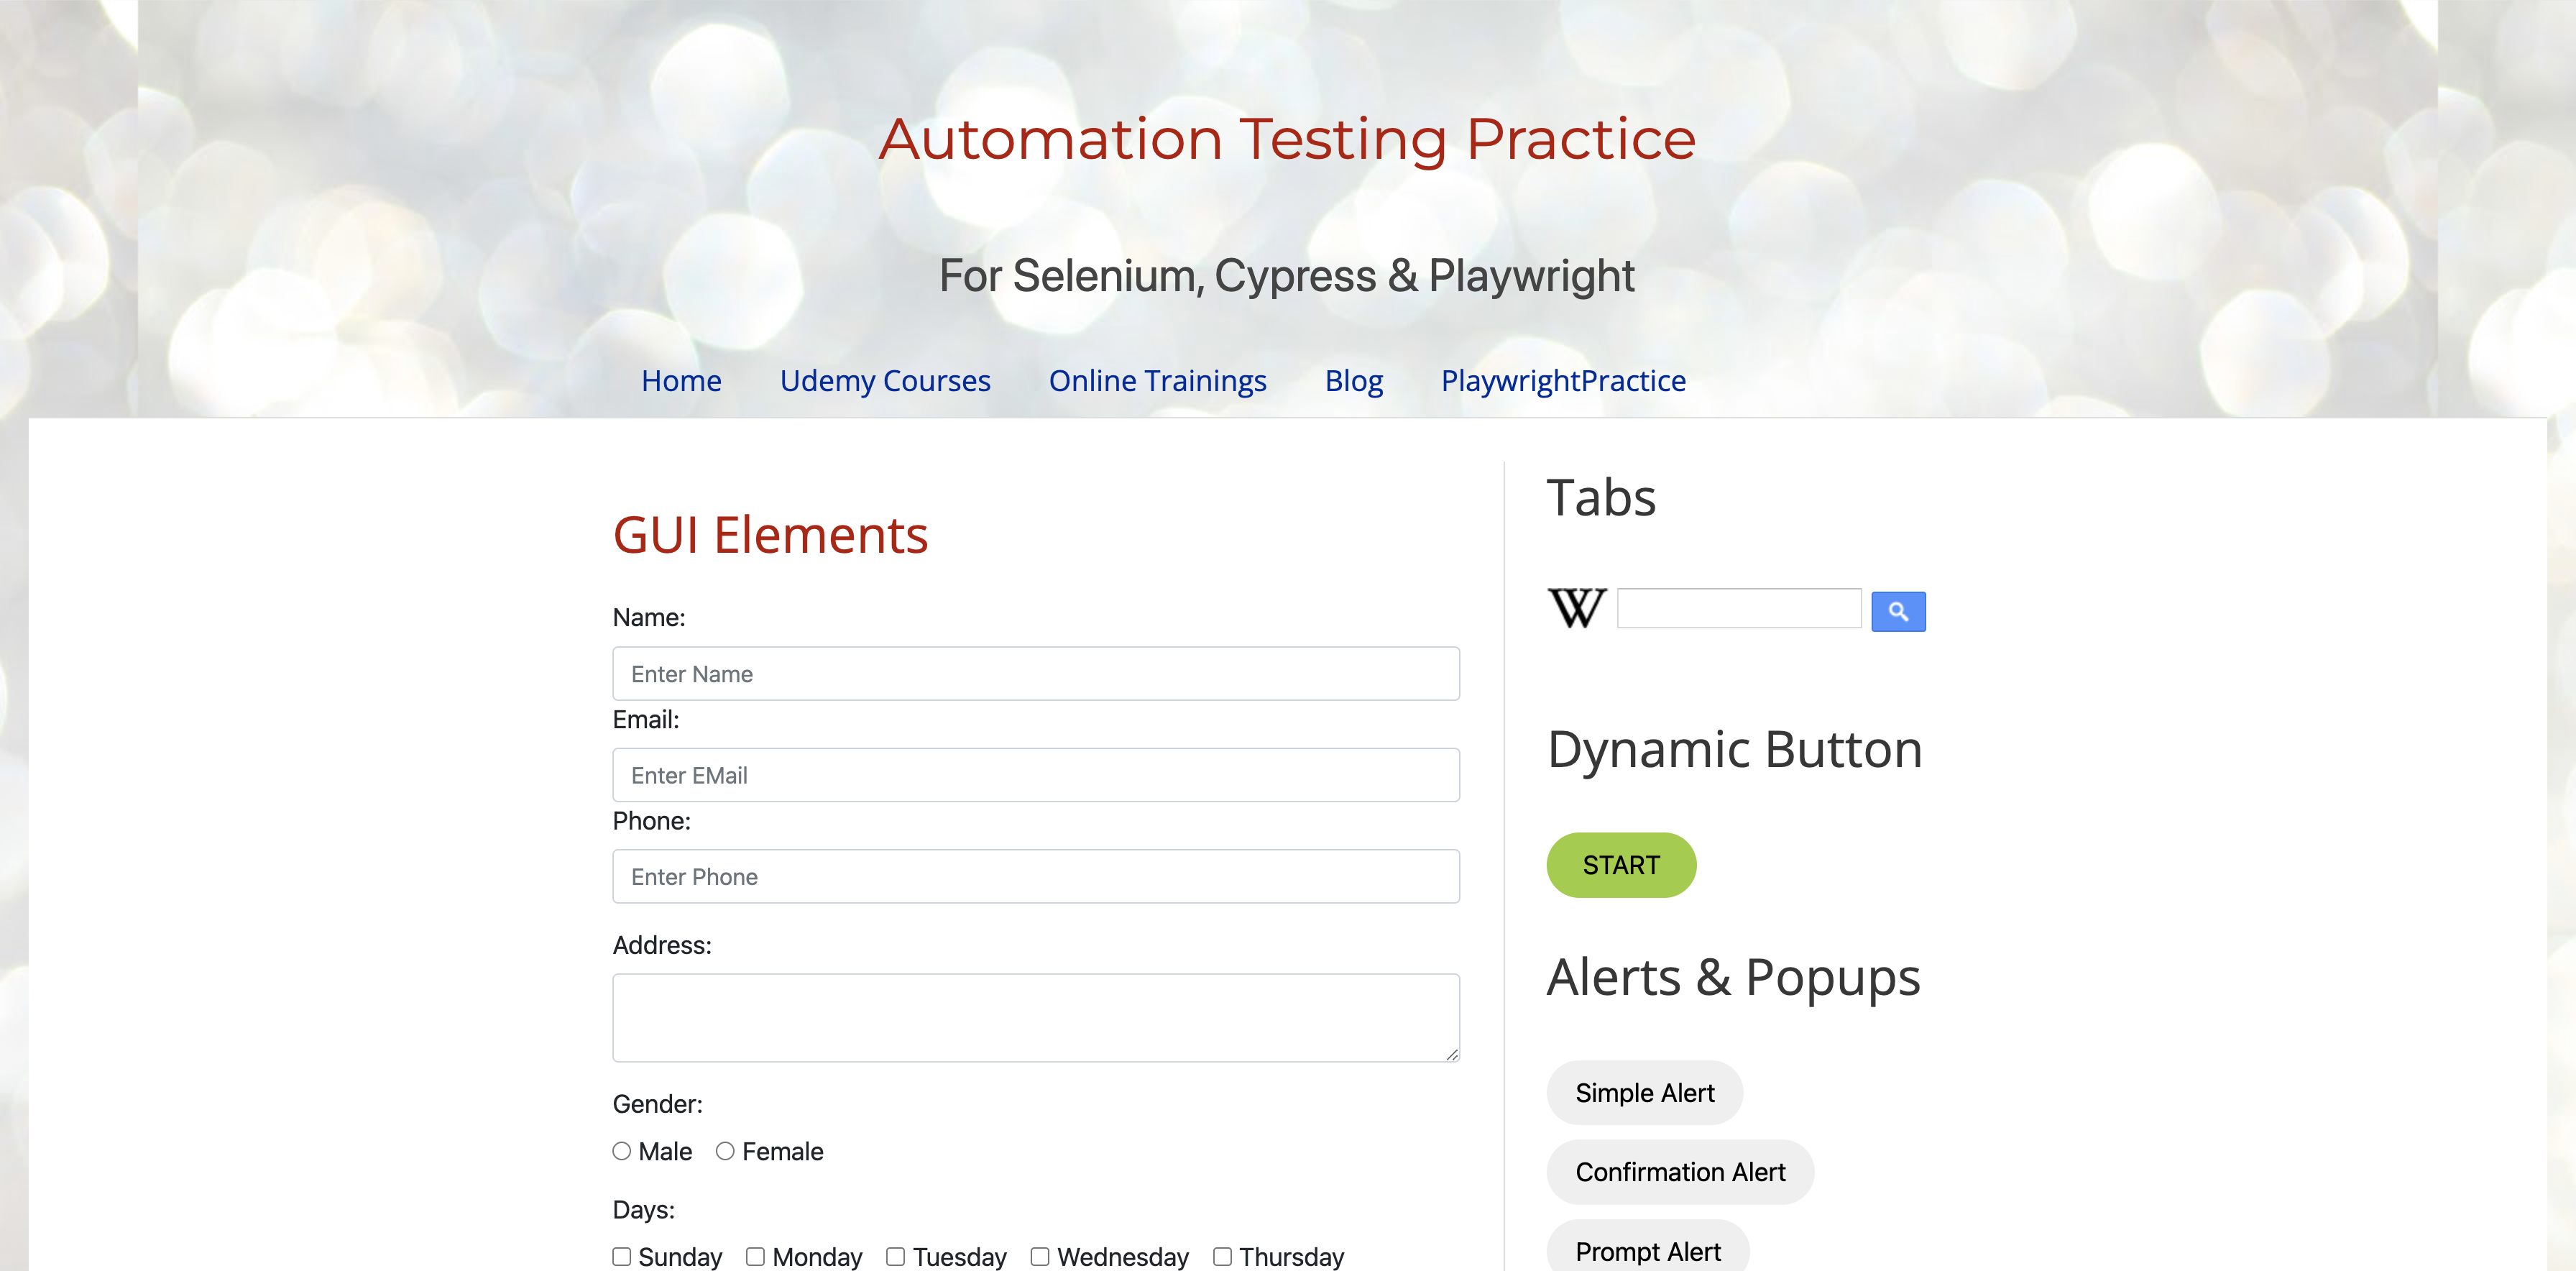 Automation Testing Practice
For Selenium, Cypress & Playwright
Home Udemy Courses Online Trainings Blog PlaywrightPractice
GUI Elements
Name:
Enter Name
Email:
Enter EMail
Phone:
Enter Phone
Address:
Gender:
Male Female
Days:
Sunday Monday Tuesday Wednesday Thursday
Tabs
W
Dynamic Button
START
Alerts & Popups
Simple Alert
Confirmation Alert
Prompt Alert